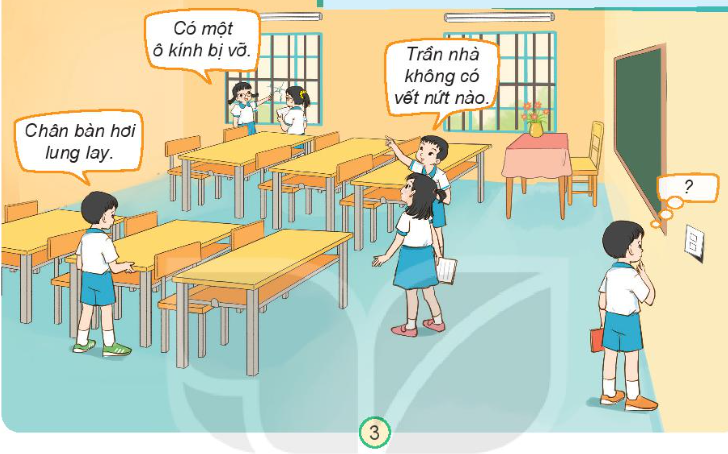 Có một
ô kính bị vỡ.
Trần nhà
không có
vết nứt nào.
Chân bàn hơi
lung lay.
?
3